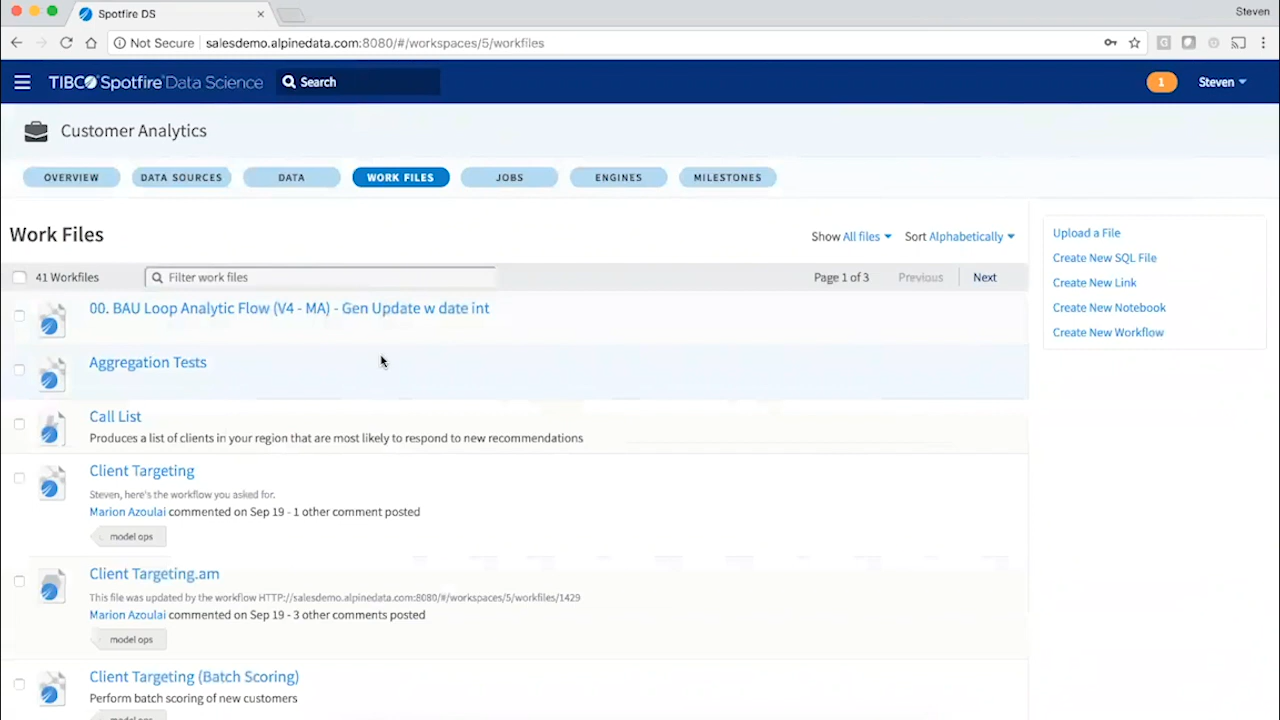 Spotfire DS
Steven
Not Secure salesdemo.alpinedata.com:8080/#/workspaces/5/workfiles
TIBCO Spotfire Data Science
Search
1
Steven
Customer Analytics
OVERVIEW
DATA SOURCES
DATA
WORK FILES
JOBS
ENGINES
MILESTONES
Work Files
Show All files
Sort Alphabetically
41 Workfiles
Filter work files
Page 1 of 3
Previous
Next
00. BAU Loop Analytic Flow (V4 - MA) - Gen Update w date int
Aggregation Tests
Call List
Produces a list of clients in your region that are most likely to respond to new recommendations
Client Targeting
Steven, here's the workflow you asked for.
Marion Azoulai commented on Sep 19 - 1 other comment posted
model ops
Client Targeting.am
This file was updated by the workflow HTTP://salesdemo.alpinedata.com:8080/#/workspaces/5/workfiles/1429
Marion Azoulai commented on Sep 19 - 3 other comments posted
model ops
Client Targeting (Batch Scoring)
Perform batch scoring of new customers
model ops
Upload a File
Create New SQL File
Create New Link
Create New Notebook
Create New Workflow